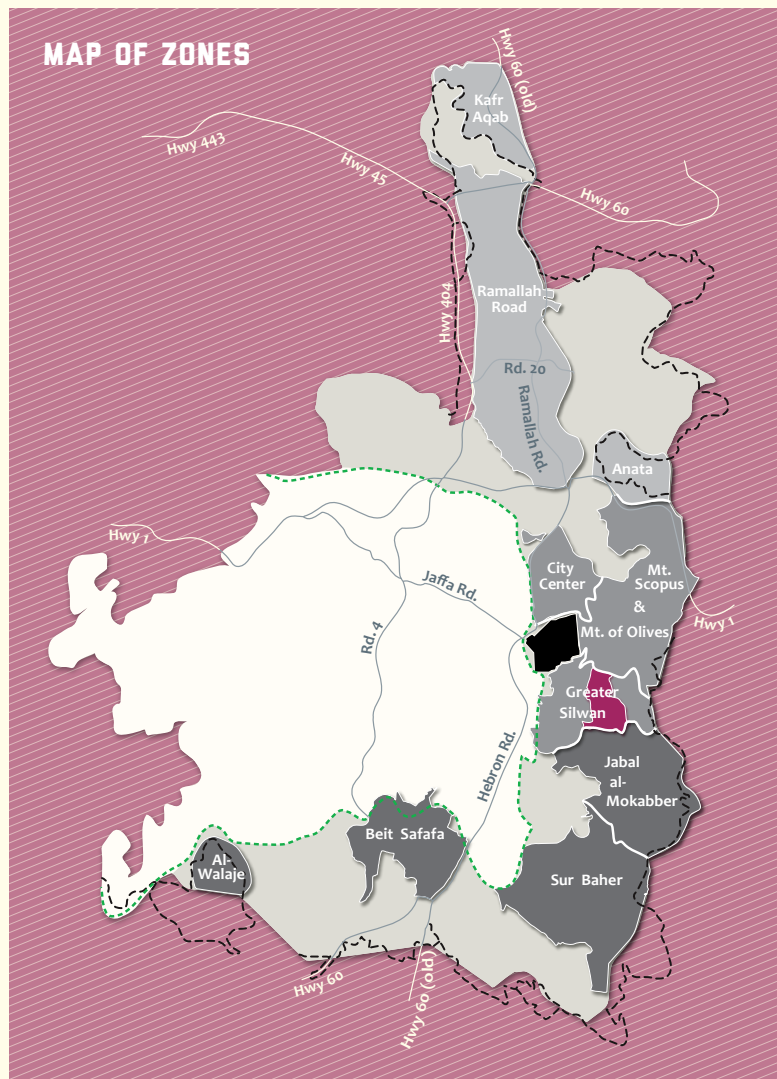 MAP OF ZONES
Hwy 60 (old)
Kafr
Aqab
Hwy 443
Hwy 45
Hwy 60
Hwy 404
Ramallah
Road
Rd. 20
Ramallah Rd.
Anata
Hwy 1
City
Center
Mt.
Scopus
&
Mt. of Olives
Jaffa Rd.
Hwy 1
Rd. 4
Greater
Silwan
Hebron Rd.
Jabal
al-
Mokabber
Beit Safafa
Al-
Walaje
Sur Baher
Hwy 60
Hwy 60 (old)